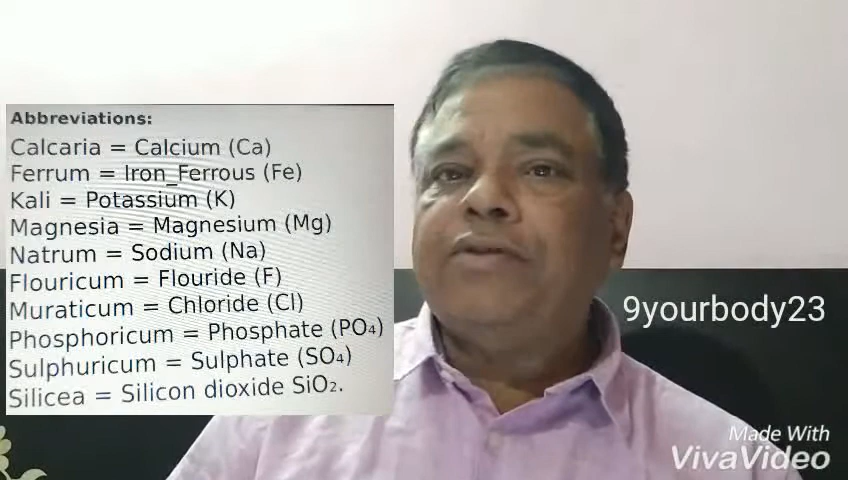 Abbreviations:
Calcaria = Calcium (Ca)
Ferrum = Iron_Ferrous (Fe)
Kali = Potassium (K)
Magnesia = Magnesium (Mg)
Natrum = Sodium (Na)
Flouricum = Flouride (F)
Muraticum = Chloride (Cl)
Phosphoricum = Phosphate (PO₄)
Sulphuricum = Sulphate (SO₄)
Silicea = Silicon dioxide SiO₂.
9yourbody23
Made With
VivaVideo